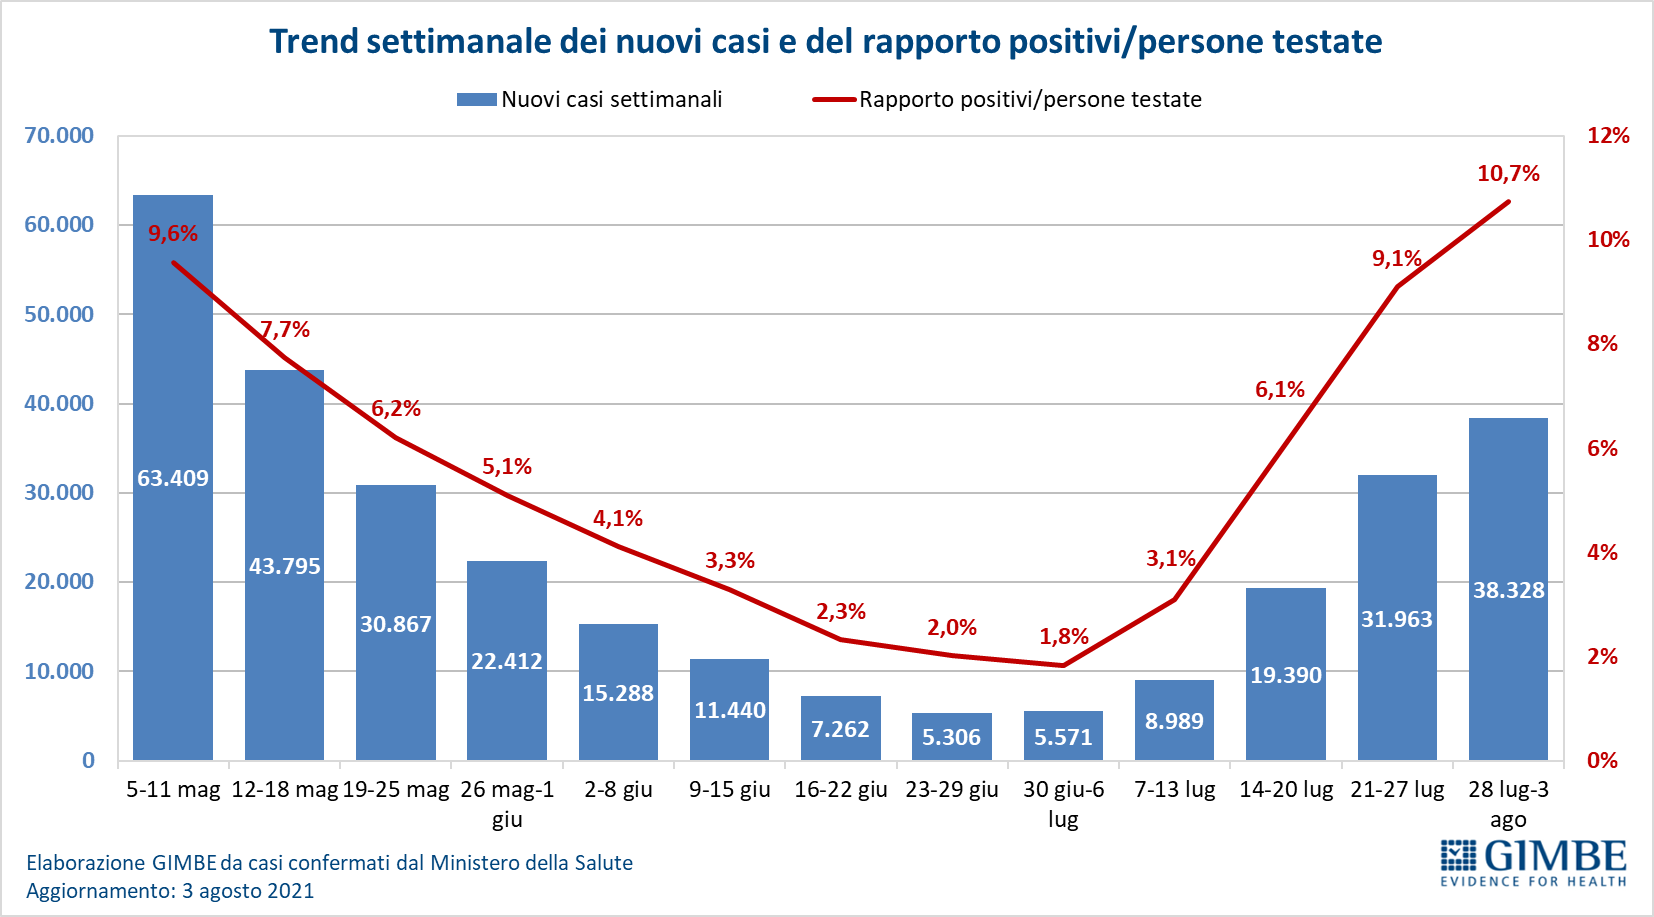 Trend settimanale dei nuovi casi e del rapporto positivi/persone testate
Nuovi casi settimanali
Rapporto positivi/persone testate
70.000
60.000
50.000
40.000
30.000
20.000
10.000
0
12%
10%
8%
6%
4%
2%
0%
9,6%
7,7%
6,2%
5,1%
4,1%
3,3%
2,3%
2,0%
1,8%
3,1%
6,1%
9,1%
10,7%
63.409
43.795
30.867
22.412
15.288
11.440
7.262
5.306
5.571
8.989
19.390
31.963
38.328
5-11 mag
12-18 mag
19-25 mag
26 mag-1
giu
2-8 giu
9-15 giu
16-22 giu
23-29 giu
30 giu-6
lug
7-13 lug
14-20 lug
21-27 lug
28 lug-3
ago
Elaborazione GIMBE da casi confermati dal Ministero della Salute
Aggiornamento: 3 agosto 2021
GIMBE
EVIDENCE FOR HEALTH